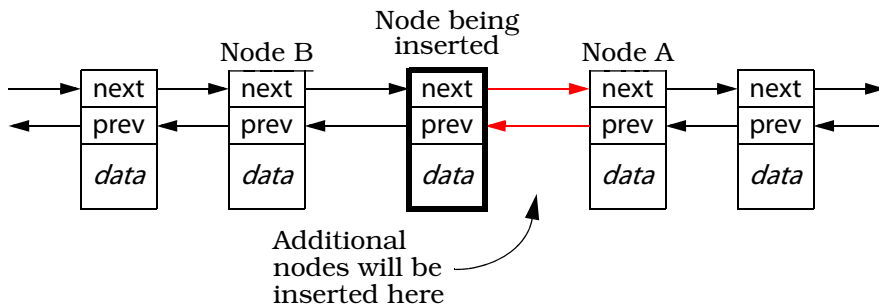 Node being
inserted
Node B
Node A
next
next
next
next
next
prev
prev
prev
prev
prev
data
data
data
data
data
Additional
nodes will be
inserted here